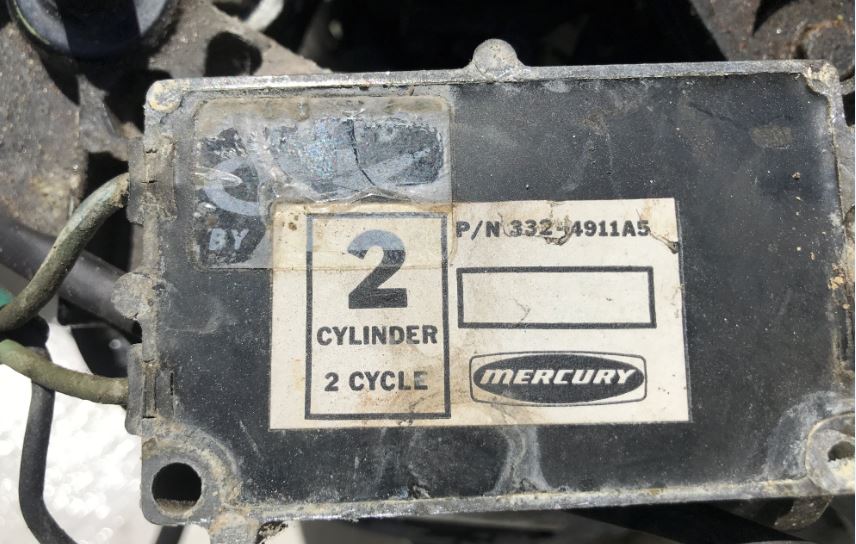 BY
2
CYLINDER
2 CYCLE
P/N 332-4911A5
MERCURY